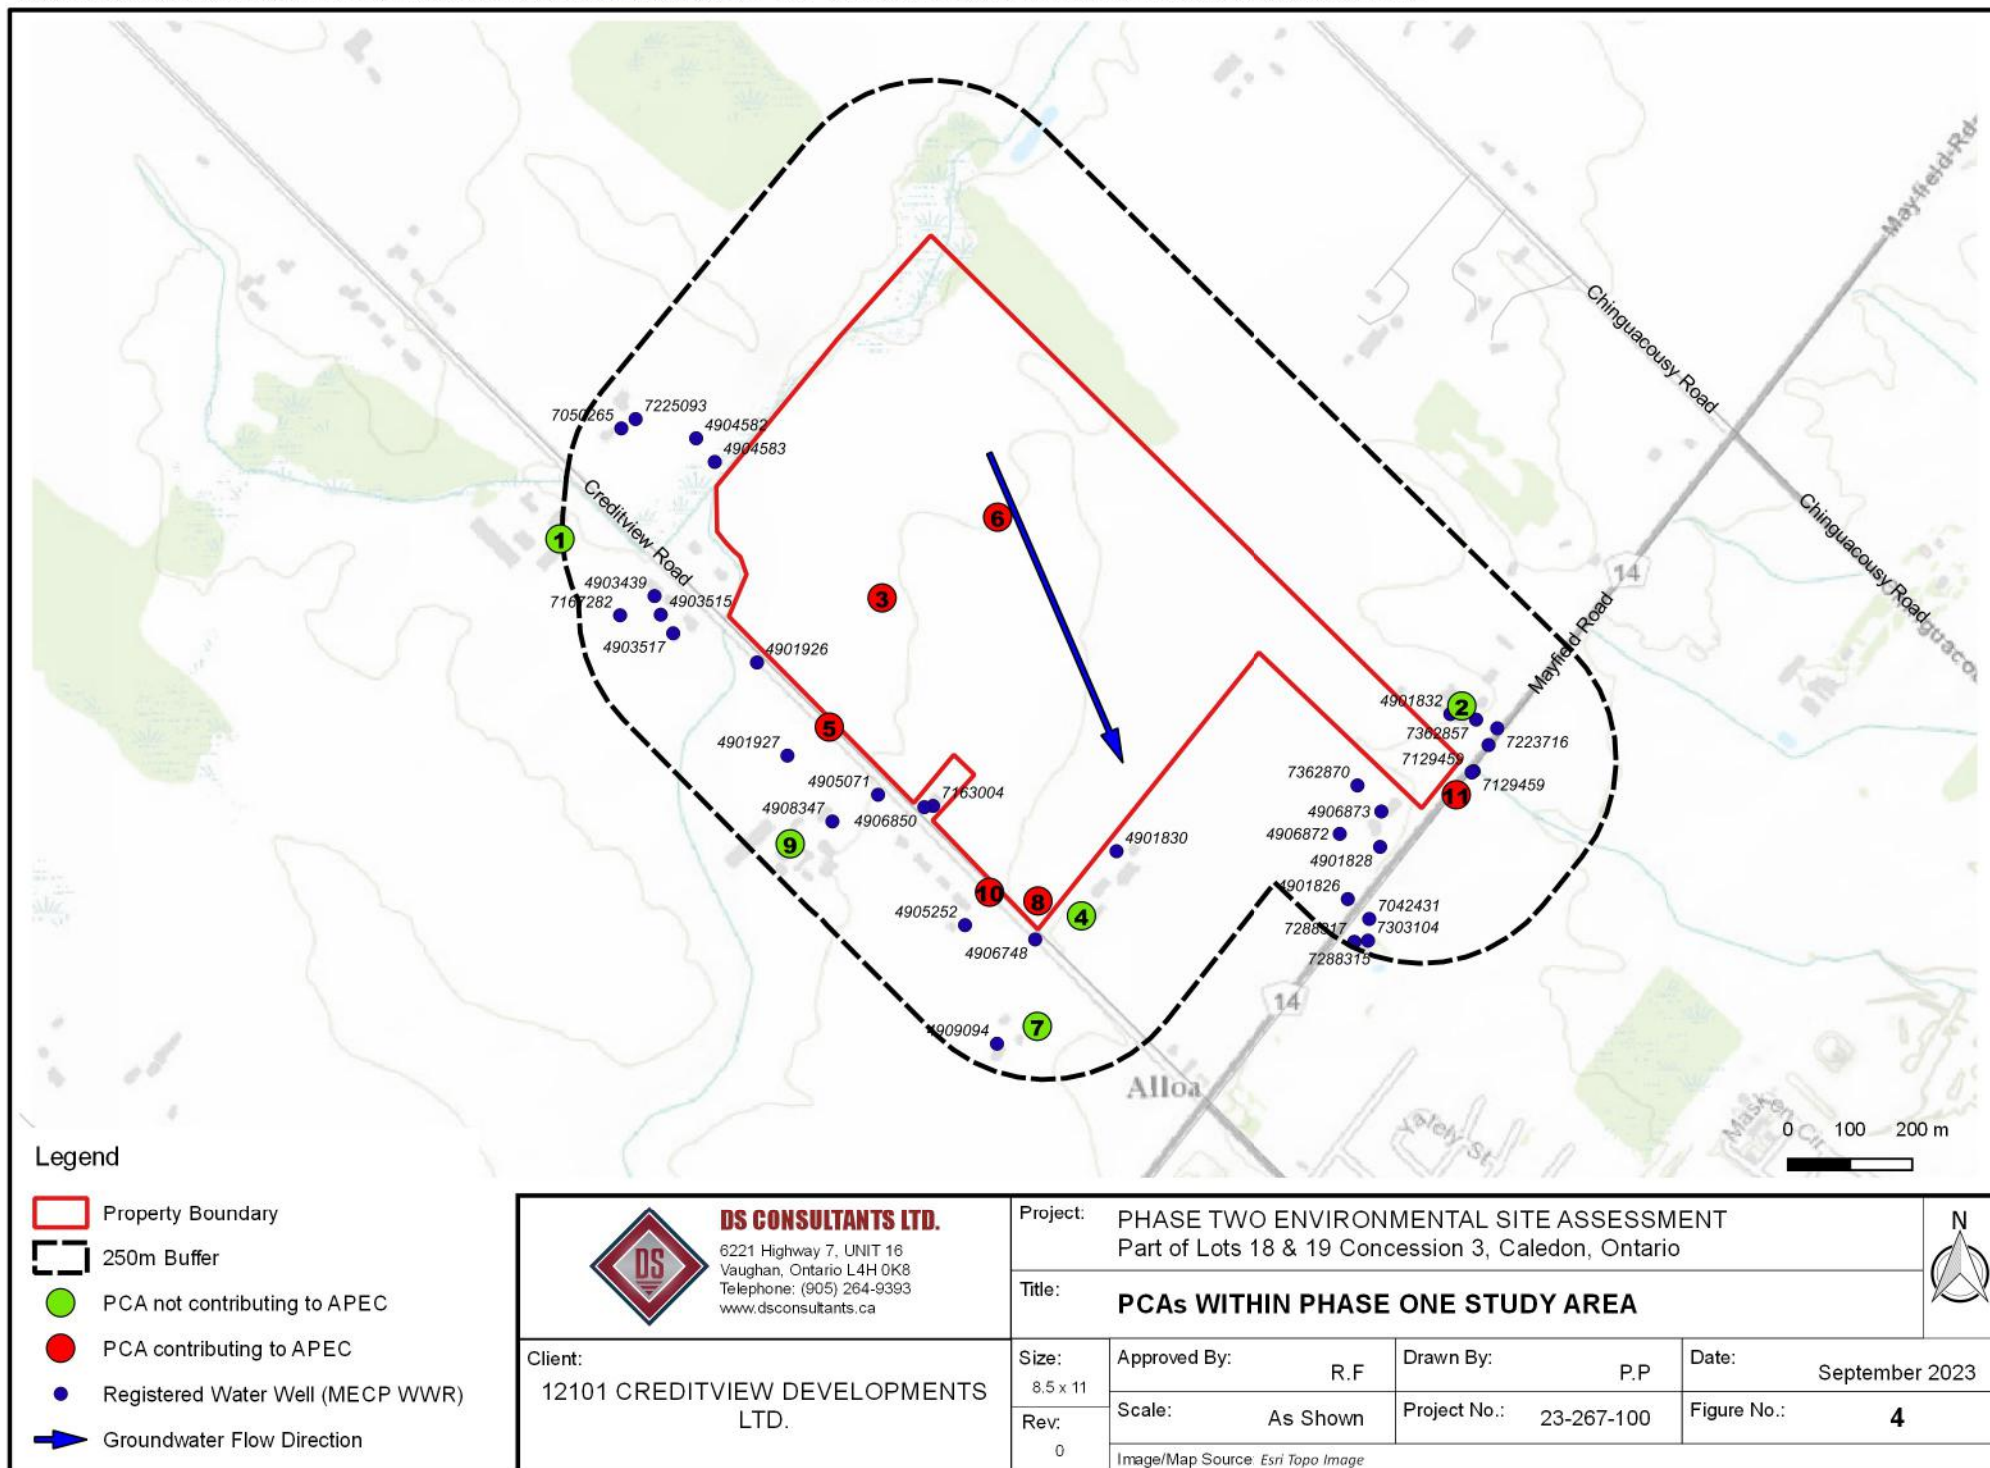 Mayfield Rd
Chinguacousy Road
Chinguacousy Road
Mayfield Road
14
14
Creditview Road
Alloa
Yately St
7050265
7225093
4904582
4904583
1
6
3
4903439
7167282
4903515
4903517
4901926
5
4901927
4905071
4908347
4906850
7163004
9
10
8
4
4901830
4905252
4906748
4909094
7
4901832
2
7362857
7223716
7129459
7129459
11
7362870
4906873
4906872
4901828
4901826
7042431
7288317
7303104
7288315
0 100 200 m
Legend
Property Boundary
250m Buffer
PCA not contributing to APEC
PCA contributing to APEC
Registered Water Well (MECP WWR)
Groundwater Flow Direction
DS
DS CONSULTANTS LTD.
6221 Highway 7, UNIT 16
Vaughan, Ontario L4H 0K8
Telephone: (905) 264-9393
www.dsconsultants.ca
Client:
12101 CREDITVIEW DEVELOPMENTS
LTD.
Project:
PHASE TWO ENVIRONMENTAL SITE ASSESSMENT
Part of Lots 18 & 19 Concession 3, Caledon, Ontario
N
Title:
PCAs WITHIN PHASE ONE STUDY AREA
Size:
8.5 x 11
Approved By: R.F
Drawn By: P.P
Date: September 2023
Rev:
0
Scale: As Shown
Project No.: 23-267-100
Figure No.: 4
Image/Map Source: Esri Topo Image